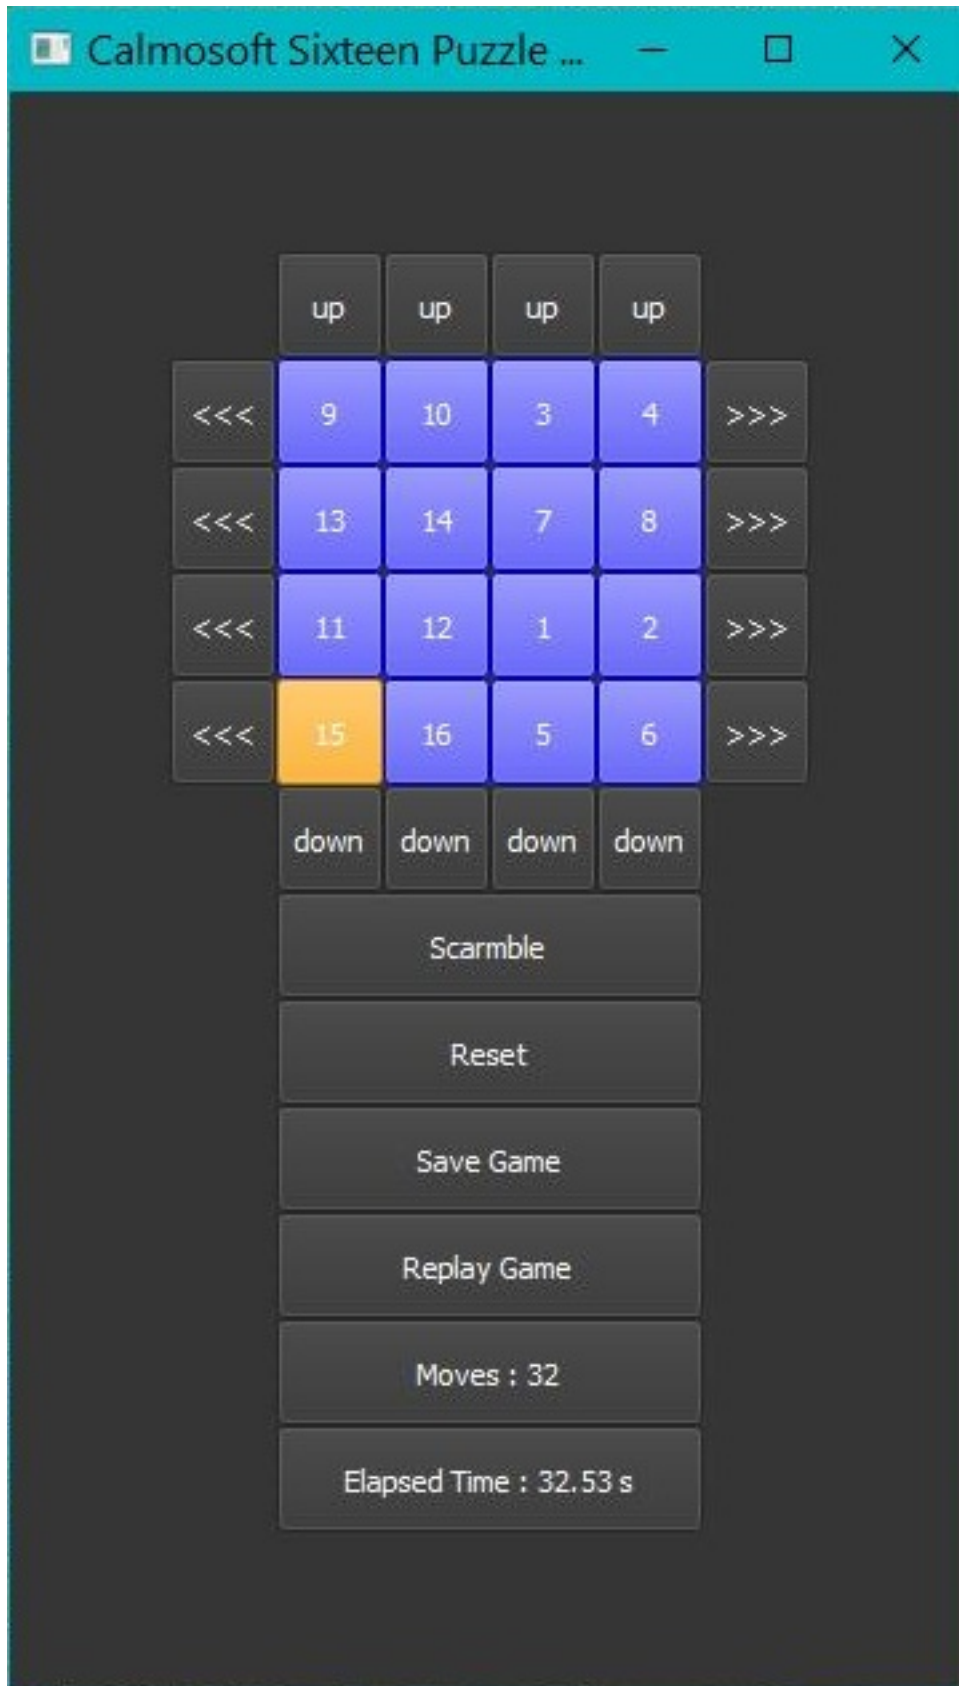 Calmosoft Sixteen Puzzle ...
up up up up
<<< 9 10 3 4 >>>
<<< 13 14 7 8 >>>
<<< 11 12 1 2 >>>
<<< 15 16 5 6 >>>
down down down down
Scarmble
Reset
Save Game
Replay Game
Moves : 32
Elapsed Time : 32.53 s